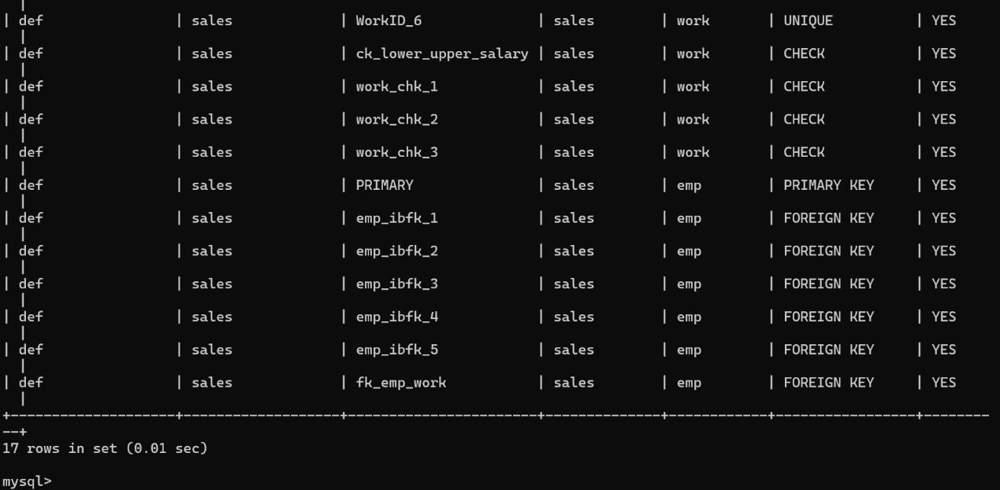 |
| def                | sales             | WorkID_6              | sales        | work       | UNIQUE          | YES
  |
| def                | sales             | ck_lower_upper_salary | sales        | work       | CHECK           | YES
  |
| def                | sales             | work_chk_1            | sales        | work       | CHECK           | YES
  |
| def                | sales             | work_chk_2            | sales        | work       | CHECK           | YES
  |
| def                | sales             | work_chk_3            | sales        | work       | CHECK           | YES
  |
| def                | sales             | PRIMARY               | sales        | emp        | PRIMARY KEY     | YES
  |
| def                | sales             | emp_ibfk_1            | sales        | emp        | FOREIGN KEY     | YES
  |
| def                | sales             | emp_ibfk_2            | sales        | emp        | FOREIGN KEY     | YES
  |
| def                | sales             | emp_ibfk_3            | sales        | emp        | FOREIGN KEY     | YES
  |
| def                | sales             | emp_ibfk_4            | sales        | emp        | FOREIGN KEY     | YES
  |
| def                | sales             | emp_ibfk_5            | sales        | emp        | FOREIGN KEY     | YES
  |
| def                | sales             | fk_emp_work           | sales        | emp        | FOREIGN KEY     | YES
  |
+--------------------+-------------------+-----------------------+--------------+------------+-----------------+--------
--+
17 rows in set (0.01 sec)
mysql>